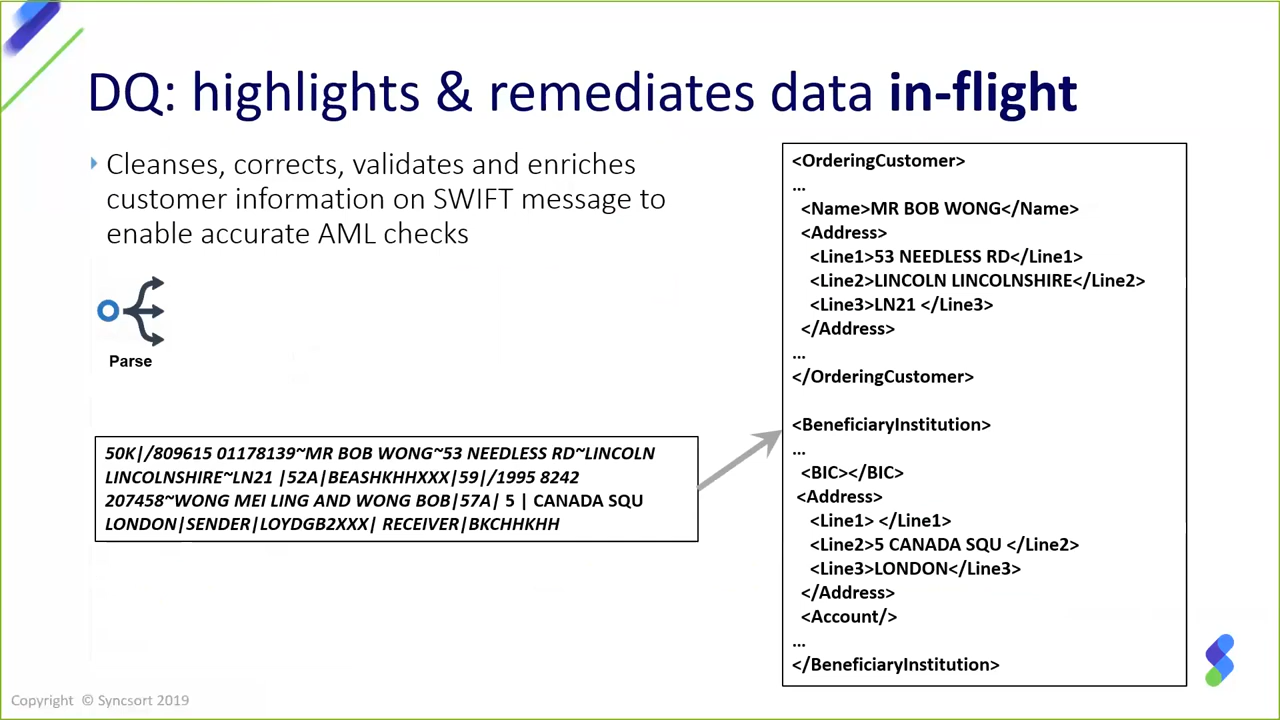 DQ: highlights & remediates data in-flight
Cleanses, corrects, validates and enriches
customer information on SWIFT message to
enable accurate AML checks
Parse
50K|/809615 01178139~MR BOB WONG~53 NEEDLESS RD~LINCOLN
LINCOLNSHIRE~LN21 |52A|BEASHKHHXXX|59|/1995 8242
207458~WONG MEI LING AND WONG BOB|57A| 5 | CANADA SQU
LONDON|SENDER|LOYDGB2XXX| RECEIVER|BKCHHKHH
<OrderingCustomer>
...
<Name>MR BOB WONG</Name>
<Address>
<Line1>53 NEEDLESS RD</Line1>
<Line2>LINCOLN LINCOLNSHIRE</Line2>
<Line3>LN21 </Line3>
</Address>
...
</OrderingCustomer>
<BeneficiaryInstitution>
...
<BIC></BIC>
<Address>
<Line1> </Line1>
<Line2>5 CANADA SQU </Line2>
<Line3>LONDON</Line3>
</Address>
<Account/>
...
</BeneficiaryInstitution>
Copyright © Syncsort 2019